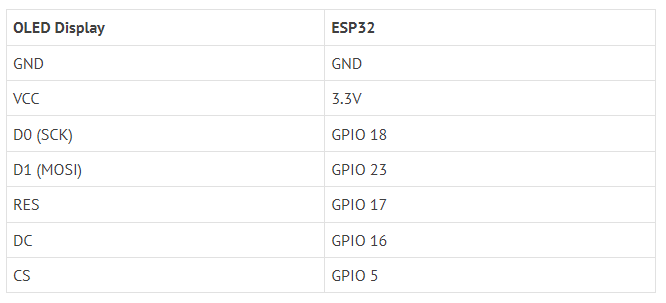 OLED Display ESP32
GND GND
VCC 3.3V
D0 (SCK) GPIO 18
D1 (MOSI) GPIO 23
RES GPIO 17
DC GPIO 16
CS GPIO 5